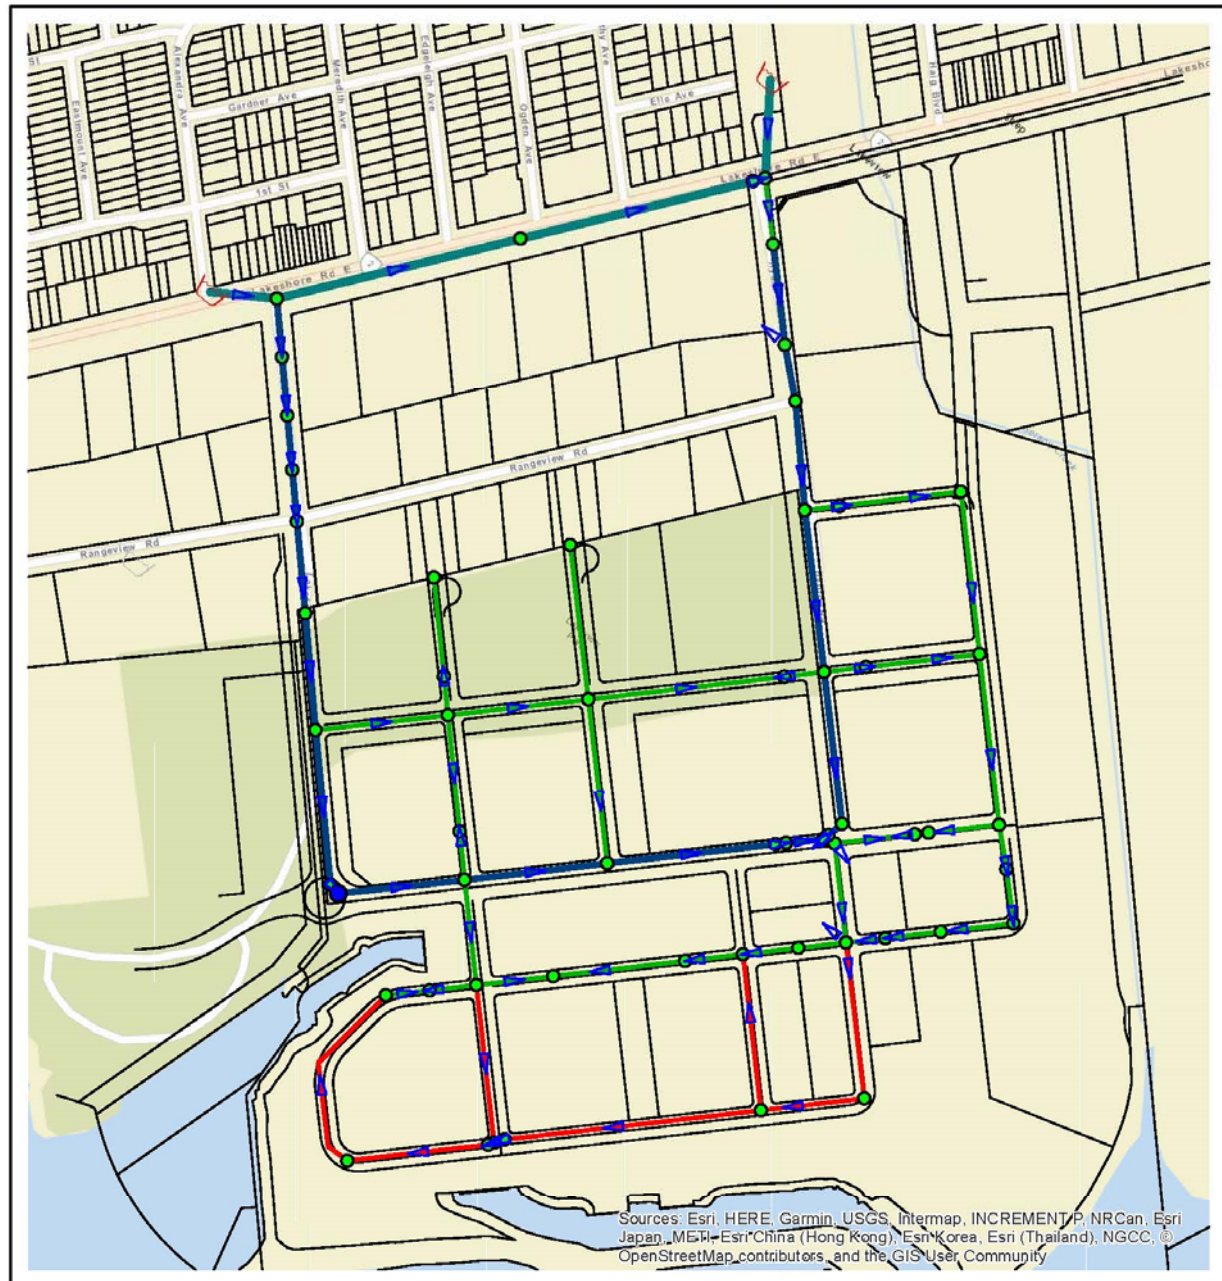 St
Alexandra Ave
Eastmount Ave
Gardner Ave
Meredith Ave
Edgeleigh Ave
Ogden Ave
Ella Ave
Haig Blvd
Lakesho
1st St
Lakeshore Rd E
Lakeshore Rd E
Rangeview Rd
Rangeview Rd
Sources: Esri, HERE, Garmin, USGS, Intermap, INCREMENT P, NRCan, Esri
Japan, METI, Esri China (Hong Kong), Esri Korea, Esri (Thailand), NGCC, ©
OpenStreetMap contributors, and the GIS User Community